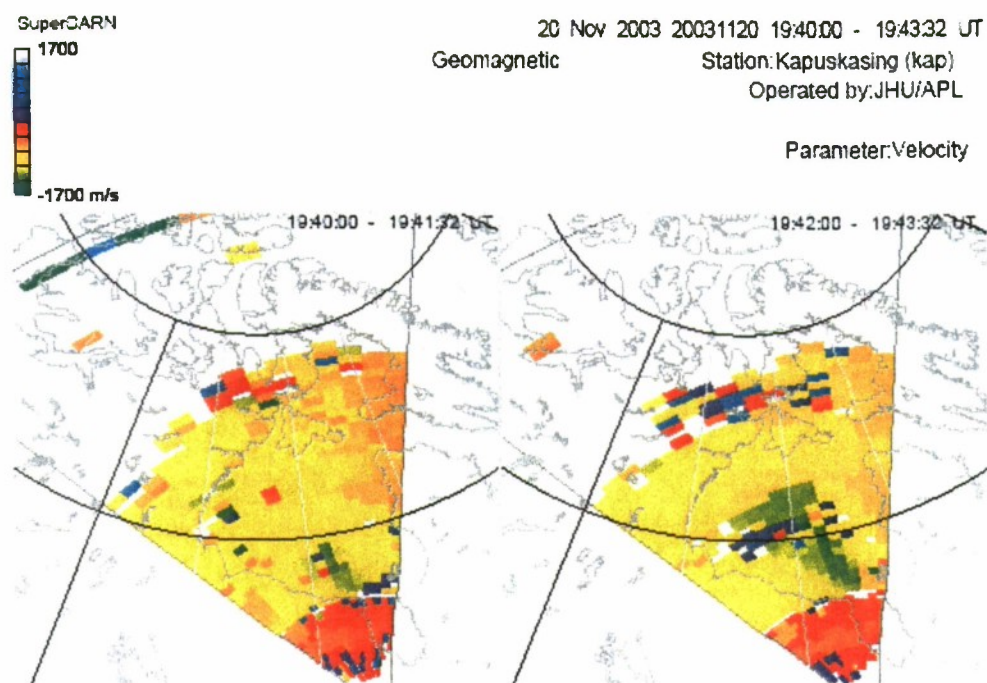 SuperDARN
1700
-1700 m/s
20 Nov 2003 20031120 19:40:00 - 19:43:32 UT
Geomagnetic
Station:Kapuskasing (kap)
Operated by:JHU/APL
Parameter:Velocity
19:40:00 - 19:41:32 UT
19:42:00 - 19:43:32 UT